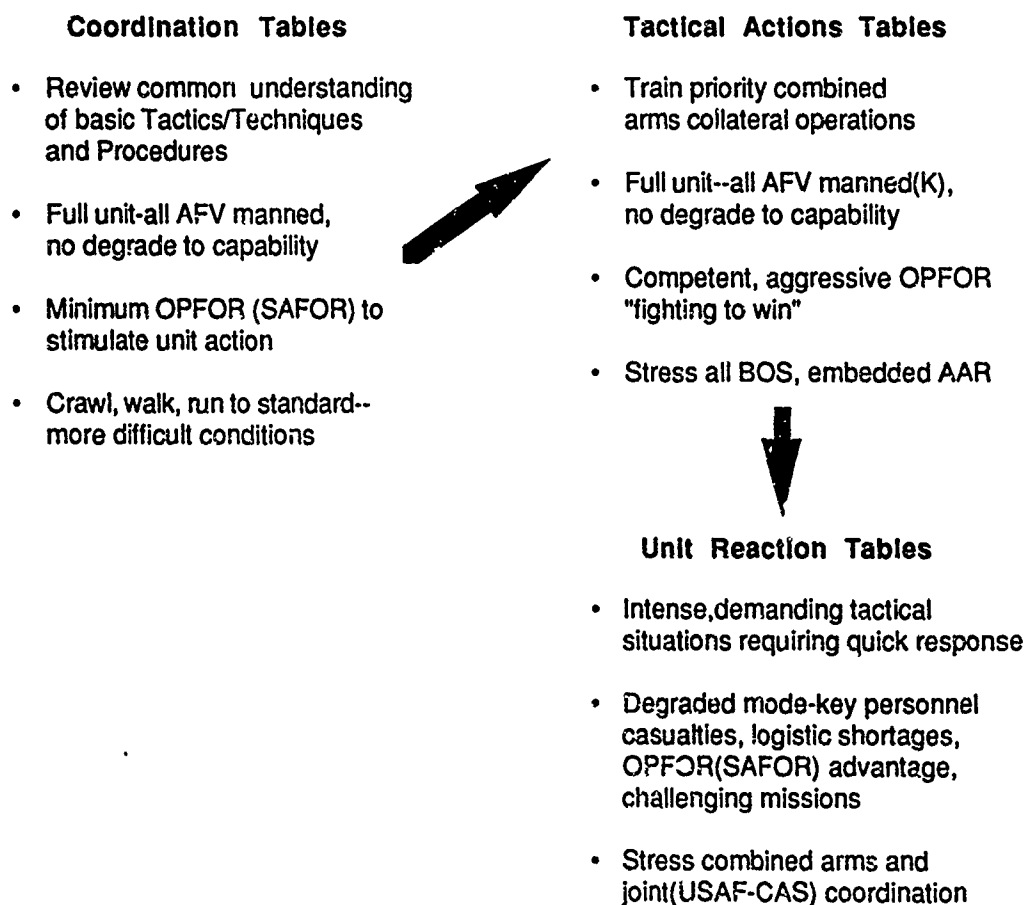 Coordination Tables
• Review common understanding
of basic Tactics/Techniques
and Procedures
• Full unit-all AFV manned,
no degrade to capability
• Minimum OPFOR (SAFOR) to
stimulate unit action
• Crawl, walk, run to standard--
more difficult conditions
Tactical Actions Tables
• Train priority combined
arms collateral operations
• Full unit--all AFV manned(K),
no degrade to capability
• Competent, aggressive OPFOR
"fighting to win"
• Stress all BOS, embedded AAR
Unit Reaction Tables
• Intense,demanding tactical
situations requiring quick response
• Degraded mode-key personnel
casualties, logistic shortages,
OPFOR(SAFOR) advantage,
challenging missions
• Stress combined arms and
joint(USAF-CAS) coordination